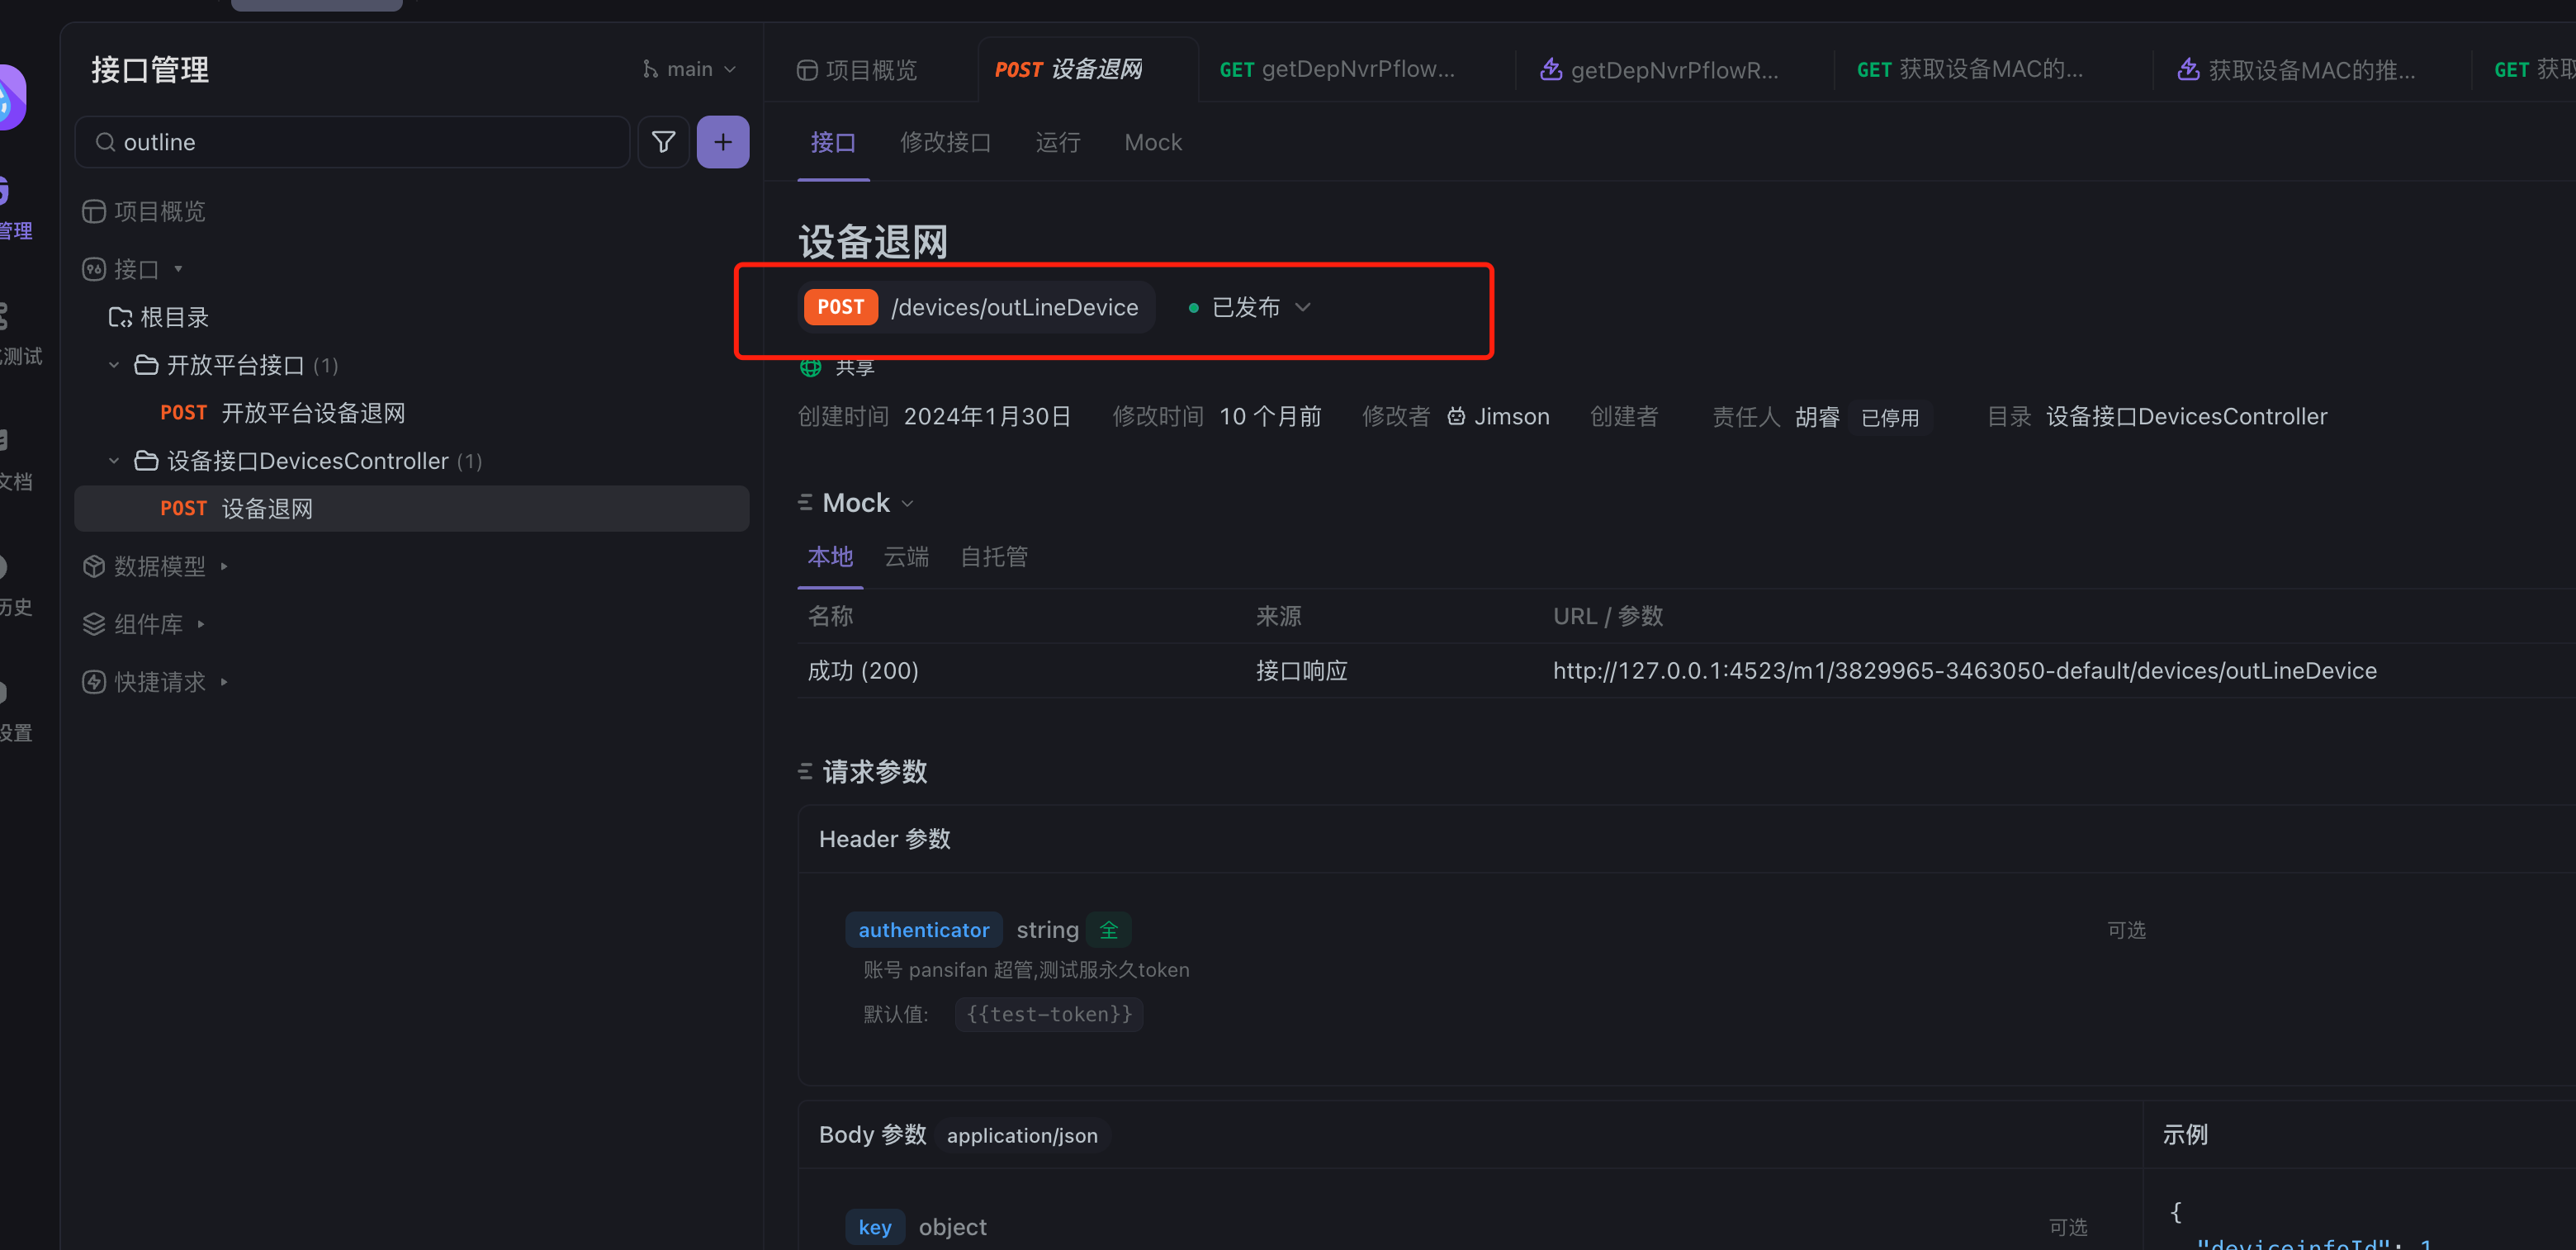 接口管理
main
outline
管理
测试
文档
历史
设置
项目概览
接口
根目录
开放平台接口 (1)
POST 开放平台设备退网
设备接口DevicesController (1)
POST 设备退网
数据模型
组件库
快捷请求
项目概览
POST 设备退网
GET getDepNvrPflow...
getDepNvrPflowR...
GET 获取设备MAC的...
获取设备MAC的推...
GET 获取
接口 修改接口 运行 Mock
设备退网
POST /devices/outLineDevice 已发布
共享
创建时间 2024年1月30日 修改时间 10 个月前 修改者 Jimson 创建者 责任人 胡睿 已停用 目录 设备接口DevicesController
Mock
本地 云端 自托管
名称 来源 URL / 参数
成功 (200) 接口响应 http://127.0.0.1:4523/m1/3829965-3463050-default/devices/outLineDevice
请求参数
Header 参数
authenticator string 全 可选
账号 pansifan 超管,测试服永久token
默认值: {{test-token}}
Body 参数 application/json 示例
key object 可选
{
"deviceinfoId": 1